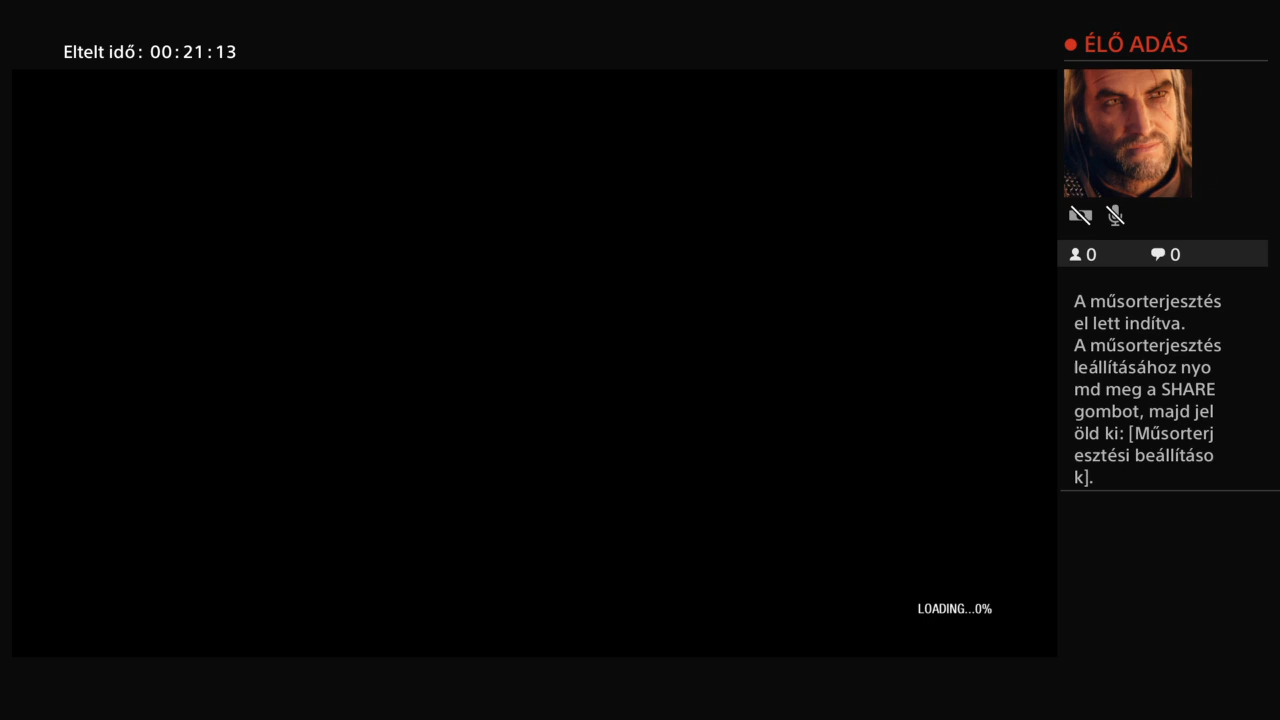 Eltelt idő: 00:21:13
ÉLŐ ADÁS
0 0
A műsorterjesztés
el lett indítva.
A műsorterjesztés
leállításához nyo
md meg a SHARE
gombot, majd jel
öld ki: [Műsorterj
esztési beállításo
k].
LOADING...0%